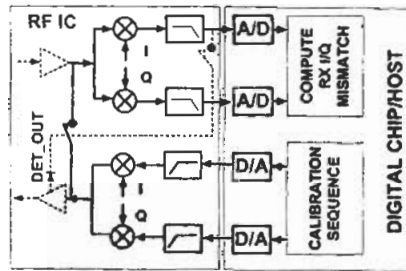 RF IC
I
Q
A/D
A/D
COMPUTE
RX I/Q
MISMATCH
DET_OUT
I
Q
D/A
D/A
CALIBRATION
SEQUENCE
DIGITAL CHIP/HOST